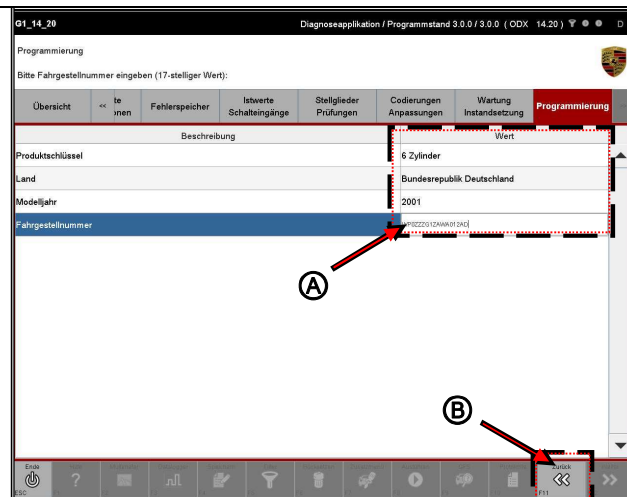 G1_14_20 Diagnoseapplikation / Programmstand 3.0.0 / 3.0.0 ( ODX 14.20 ) D
Programmierung
Bitte Fahrgestellnummer eingeben (17-stelliger Wert):
Übersicht << te onen Fehlerspeicher Istwerte Schalteingänge Stellglieder Prüfungen Codierungen Anpassungen Wartung Instandsetzung Programmierung
Beschreibung Wert
Produktschlüssel 6 Zylinder
Land Bundesrepublik Deutschland
Modelljahr 2001
Fahrgestellnummer
A
B
Ende Zurück
ESC F11